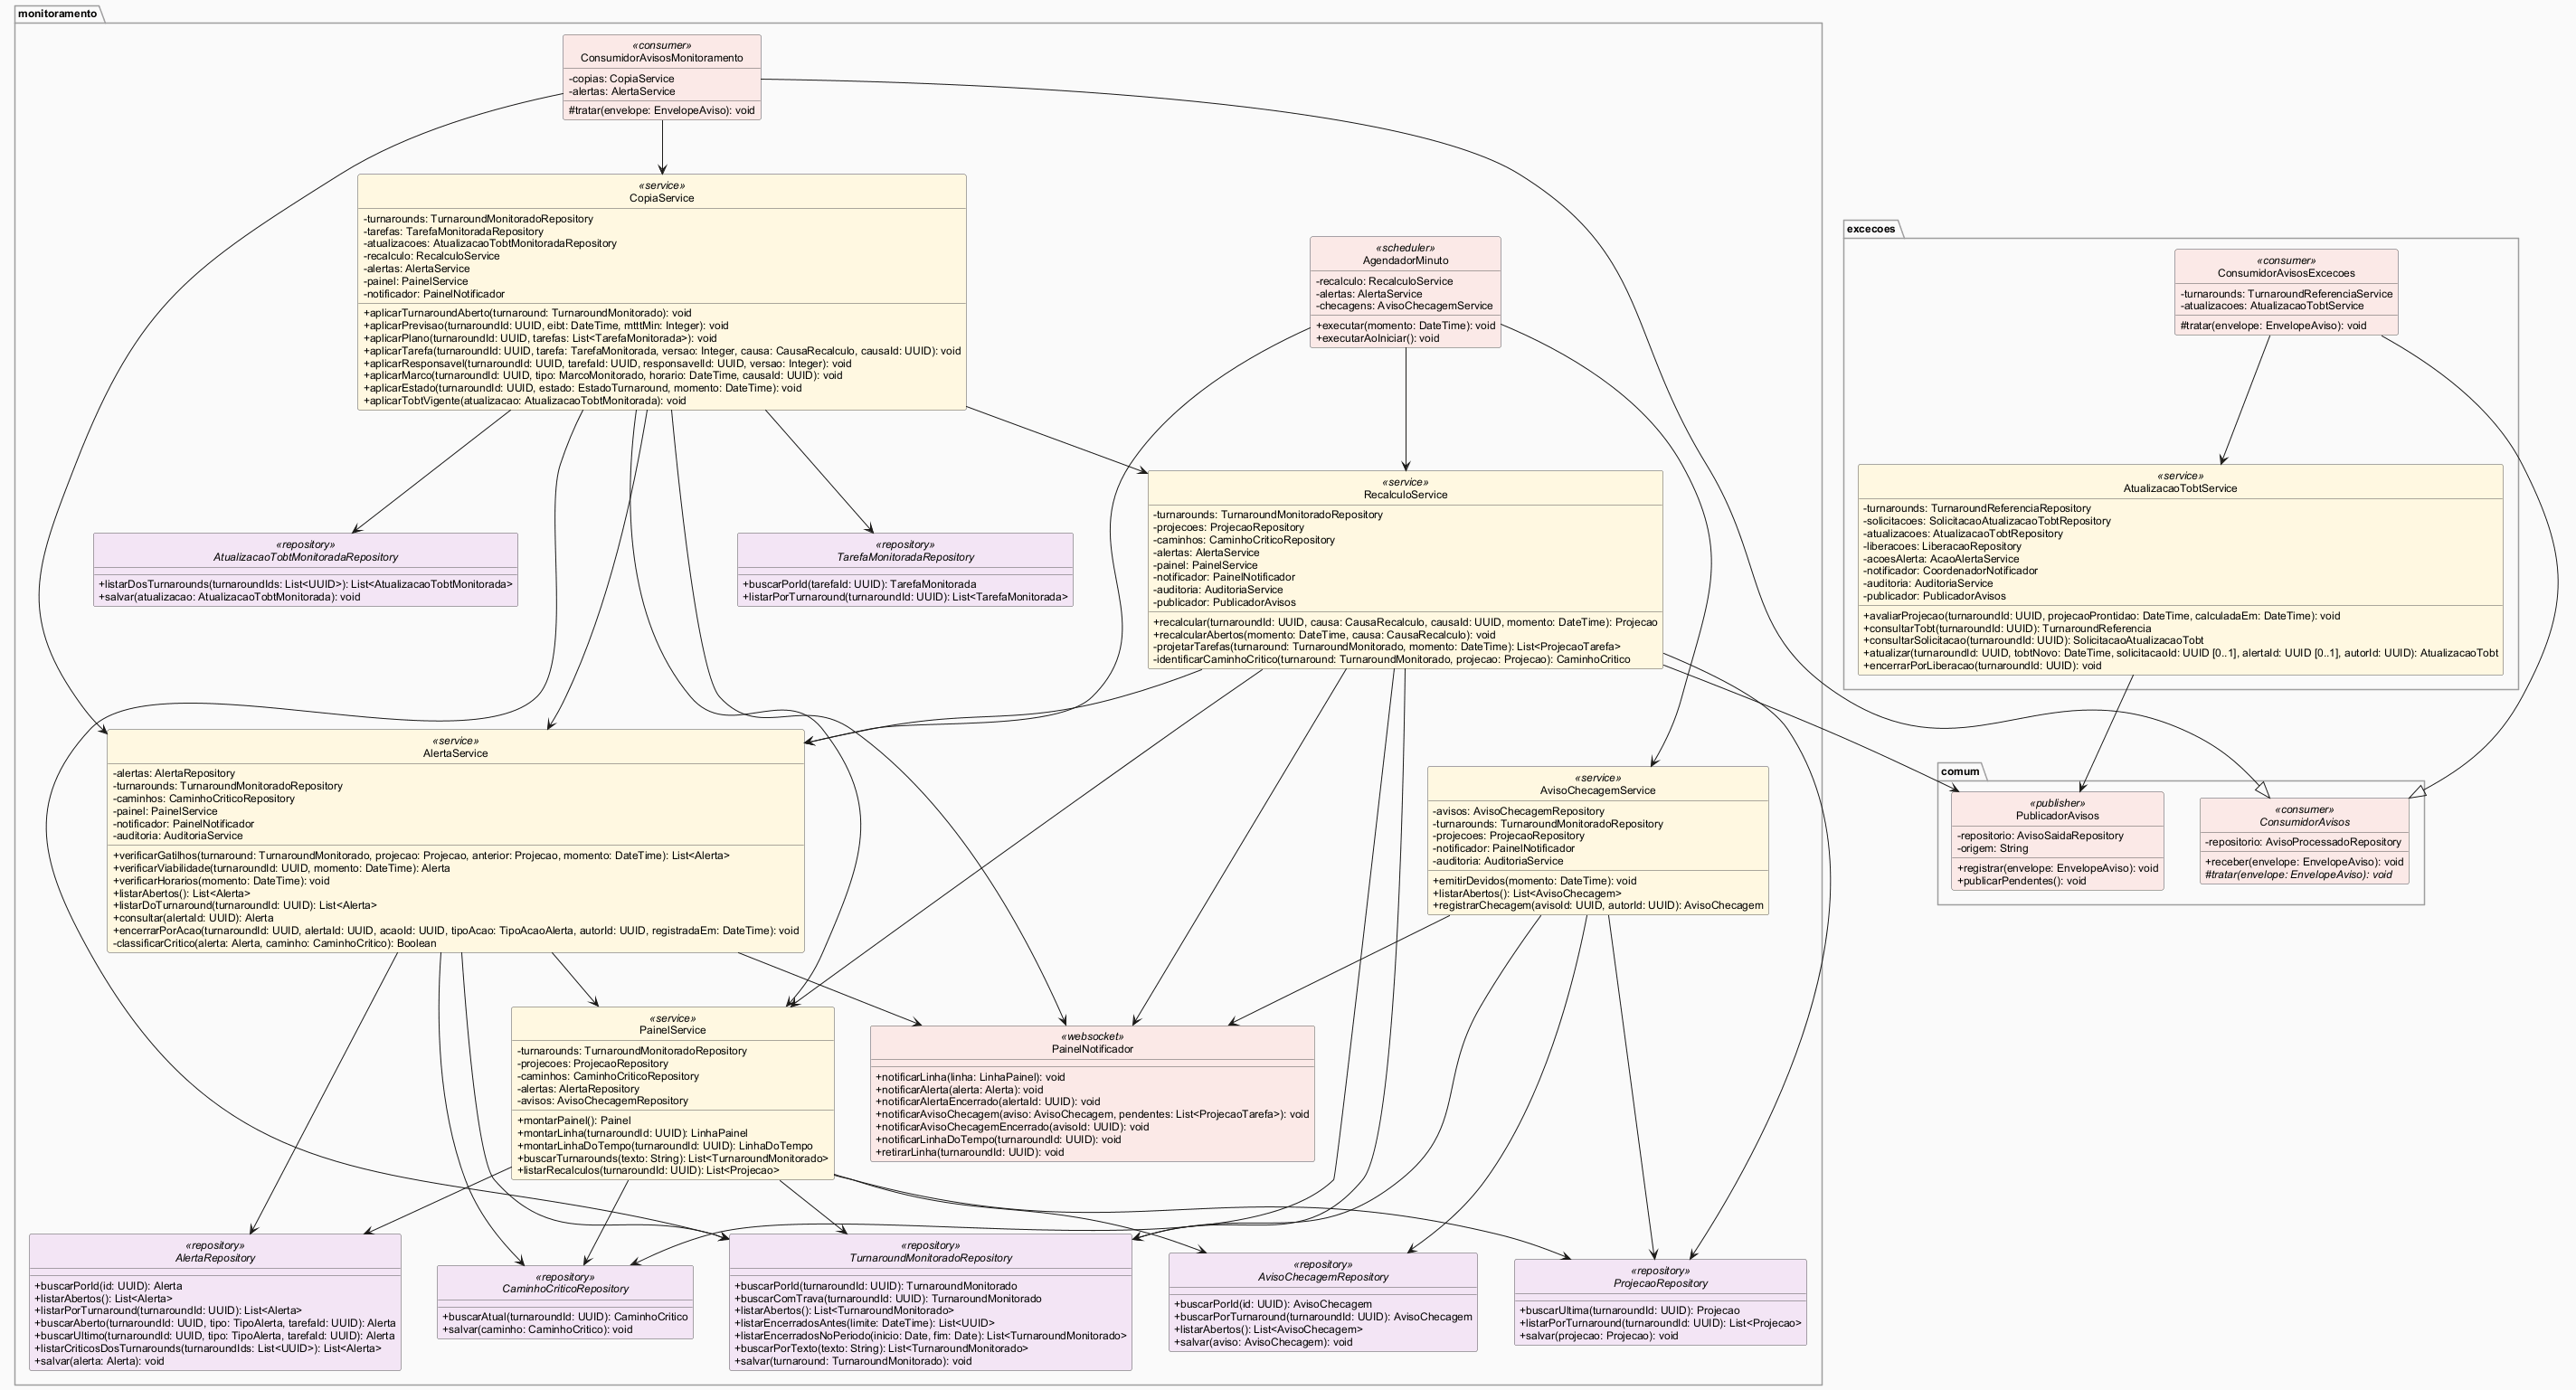 monitoramento
«consumer»
ConsumidorAvisosMonitoramento
-copias: CopiaService
-alertas: AlertaService
#tratar(envelope: EnvelopeAviso): void
«service»
CopiaService
-turnarounds: TurnaroundMonitoradoRepository
-tarefas: TarefaMonitoradaRepository
-atualizacoes: AtualizacaoTobtMonitoradaRepository
-recalculo: RecalculoService
-alertas: AlertaService
-painel: PainelService
-notificador: PainelNotificador
+aplicarTurnaroundAberto(turnaround: TurnaroundMonitorado): void
+aplicarPrevisao(turnaroundId: UUID, eibt: DateTime, mtttMin: Integer): void
+aplicarPlano(turnaroundId: UUID, tarefas: List<TarefaMonitorada>): void
+aplicarTarefa(turnaroundId: UUID, tarefa: TarefaMonitorada, versao: Integer, causa: CausaRecalculo, causaId: UUID): void
+aplicarResponsavel(turnaroundId: UUID, tarefaId: UUID, responsavelId: UUID, versao: Integer): void
+aplicarMarco(turnaroundId: UUID, tipo: MarcoMonitorado, horario: DateTime, causaId: UUID): void
+aplicarEstado(turnaroundId: UUID, estado: EstadoTurnaround, momento: DateTime): void
+aplicarTobtVigente(atualizacao: AtualizacaoTobtMonitorada): void
«scheduler»
AgendadorMinuto
-recalculo: RecalculoService
-alertas: AlertaService
-checagens: AvisoChecagemService
+executar(momento: DateTime): void
+executarAoIniciar(): void
excecoes
«consumer»
ConsumidorAvisosExcecoes
-turnarounds: TurnaroundReferenciaService
-atualizacoes: AtualizacaoTobtService
#tratar(envelope: EnvelopeAviso): void
«service»
AtualizacaoTobtService
-turnarounds: TurnaroundReferenciaRepository
-solicitacoes: SolicitacaoAtualizacaoTobtRepository
-atualizacoes: AtualizacaoTobtRepository
-liberacoes: LiberacaoRepository
-acoesAlerta: AcaoAlertaService
-notificador: CoordenadorNotificador
-auditoria: AuditoriaService
-publicador: PublicadorAvisos
+avaliarProjecao(turnaroundId: UUID, projecaoProntidao: DateTime, calculadaEm: DateTime): void
+consultarTobt(turnaroundId: UUID): TurnaroundReferencia
+consultarSolicitacao(turnaroundId: UUID): SolicitacaoAtualizacaoTobt
+atualizar(turnaroundId: UUID, tobtNovo: DateTime, solicitacaoId: UUID [0..1], alertaId: UUID [0..1], autorId: UUID): AtualizacaoTobt
+encerrarPorLiberacao(turnaroundId: UUID): void
«service»
RecalculoService
-turnarounds: TurnaroundMonitoradoRepository
-projecoes: ProjecaoRepository
-caminhos: CaminhoCriticoRepository
-alertas: AlertaService
-painel: PainelService
-notificador: PainelNotificador
-auditoria: AuditoriaService
-publicador: PublicadorAvisos
+recalcular(turnaroundId: UUID, causa: CausaRecalculo, causaId: UUID, momento: DateTime): Projecao
+recalcularAbertos(momento: DateTime, causa: CausaRecalculo): void
-projetarTarefas(turnaround: TurnaroundMonitorado, momento: DateTime): List<ProjecaoTarefa>
-identificarCaminhoCritico(turnaround: TurnaroundMonitorado, projecao: Projecao): CaminhoCritico
«repository»
AtualizacaoTobtMonitoradaRepository
+listarDosTurnarounds(turnaroundIds: List<UUID>): List<AtualizacaoTobtMonitorada>
+salvar(atualizacao: AtualizacaoTobtMonitorada): void
«repository»
TarefaMonitoradaRepository
+buscarPorId(tarefaId: UUID): TarefaMonitorada
+listarPorTurnaround(turnaroundId: UUID): List<TarefaMonitorada>
«service»
AlertaService
-alertas: AlertaRepository
-turnarounds: TurnaroundMonitoradoRepository
-caminhos: CaminhoCriticoRepository
-painel: PainelService
-notificador: PainelNotificador
-auditoria: AuditoriaService
+verificarGatilhos(turnaround: TurnaroundMonitorado, projecao: Projecao, anterior: Projecao, momento: DateTime): List<Alerta>
+verificarViabilidade(turnaroundId: UUID, momento: DateTime): Alerta
+verificarHorarios(momento: DateTime): void
+listarAbertos(): List<Alerta>
+listarDoTurnaround(turnaroundId: UUID): List<Alerta>
+consultar(alertaId: UUID): Alerta
+encerrarPorAcao(turnaroundId: UUID, alertaId: UUID, acaoId: UUID, tipoAcao: TipoAcaoAlerta, autorId: UUID, registradaEm: DateTime): void
-classificarCritico(alerta: Alerta, caminho: CaminhoCritico): Boolean
«service»
AvisoChecagemService
-avisos: AvisoChecagemRepository
-turnarounds: TurnaroundMonitoradoRepository
-projecoes: ProjecaoRepository
-notificador: PainelNotificador
-auditoria: AuditoriaService
+emitirDevidos(momento: DateTime): void
+listarAbertos(): List<AvisoChecagem>
+registrarChecagem(avisoId: UUID, autorId: UUID): AvisoChecagem
comum
«publisher»
PublicadorAvisos
-repositorio: AvisoSaidaRepository
-origem: String
+registrar(envelope: EnvelopeAviso): void
+publicarPendentes(): void
«consumer»
ConsumidorAvisos
-repositorio: AvisoProcessadoRepository
+receber(envelope: EnvelopeAviso): void
#tratar(envelope: EnvelopeAviso): void
«service»
PainelService
-turnarounds: TurnaroundMonitoradoRepository
-projecoes: ProjecaoRepository
-caminhos: CaminhoCriticoRepository
-alertas: AlertaRepository
-avisos: AvisoChecagemRepository
+montarPainel(): Painel
+montarLinha(turnaroundId: UUID): LinhaPainel
+montarLinhaDoTempo(turnaroundId: UUID): LinhaDoTempo
+buscarTurnarounds(texto: String): List<TurnaroundMonitorado>
+listarRecalculos(turnaroundId: UUID): List<Projecao>
«websocket»
PainelNotificador
+notificarLinha(linha: LinhaPainel): void
+notificarAlerta(alerta: Alerta): void
+notificarAlertaEncerrado(alertaId: UUID): void
+notificarAvisoChecagem(aviso: AvisoChecagem, pendentes: List<ProjecaoTarefa>): void
+notificarAvisoChecagemEncerrado(avisoId: UUID): void
+notificarLinhaDoTempo(turnaroundId: UUID): void
+retirarLinha(turnaroundId: UUID): void
«repository»
AlertaRepository
+buscarPorId(id: UUID): Alerta
+listarAbertos(): List<Alerta>
+listarPorTurnaround(turnaroundId: UUID): List<Alerta>
+buscarAberto(turnaroundId: UUID, tipo: TipoAlerta, tarefaId: UUID): Alerta
+buscarUltimo(turnaroundId: UUID, tipo: TipoAlerta, tarefaId: UUID): Alerta
+listarCriticosDosTurnarounds(turnaroundIds: List<UUID>): List<Alerta>
+salvar(alerta: Alerta): void
«repository»
CaminhoCriticoRepository
+buscarAtual(turnaroundId: UUID): CaminhoCritico
+salvar(caminho: CaminhoCritico): void
«repository»
TurnaroundMonitoradoRepository
+buscarPorId(turnaroundId: UUID): TurnaroundMonitorado
+buscarComTrava(turnaroundId: UUID): TurnaroundMonitorado
+listarAbertos(): List<TurnaroundMonitorado>
+listarEncerradosAntes(limite: DateTime): List<UUID>
+listarEncerradosNoPeriodo(inicio: Date, fim: Date): List<TurnaroundMonitorado>
+buscarPorTexto(texto: String): List<TurnaroundMonitorado>
+salvar(turnaround: TurnaroundMonitorado): void
«repository»
AvisoChecagemRepository
+buscarPorId(id: UUID): AvisoChecagem
+buscarPorTurnaround(turnaroundId: UUID): AvisoChecagem
+listarAbertos(): List<AvisoChecagem>
+salvar(aviso: AvisoChecagem): void
«repository»
ProjecaoRepository
+buscarUltima(turnaroundId: UUID): Projecao
+listarPorTurnaround(turnaroundId: UUID): List<Projecao>
+salvar(projecao: Projecao): void